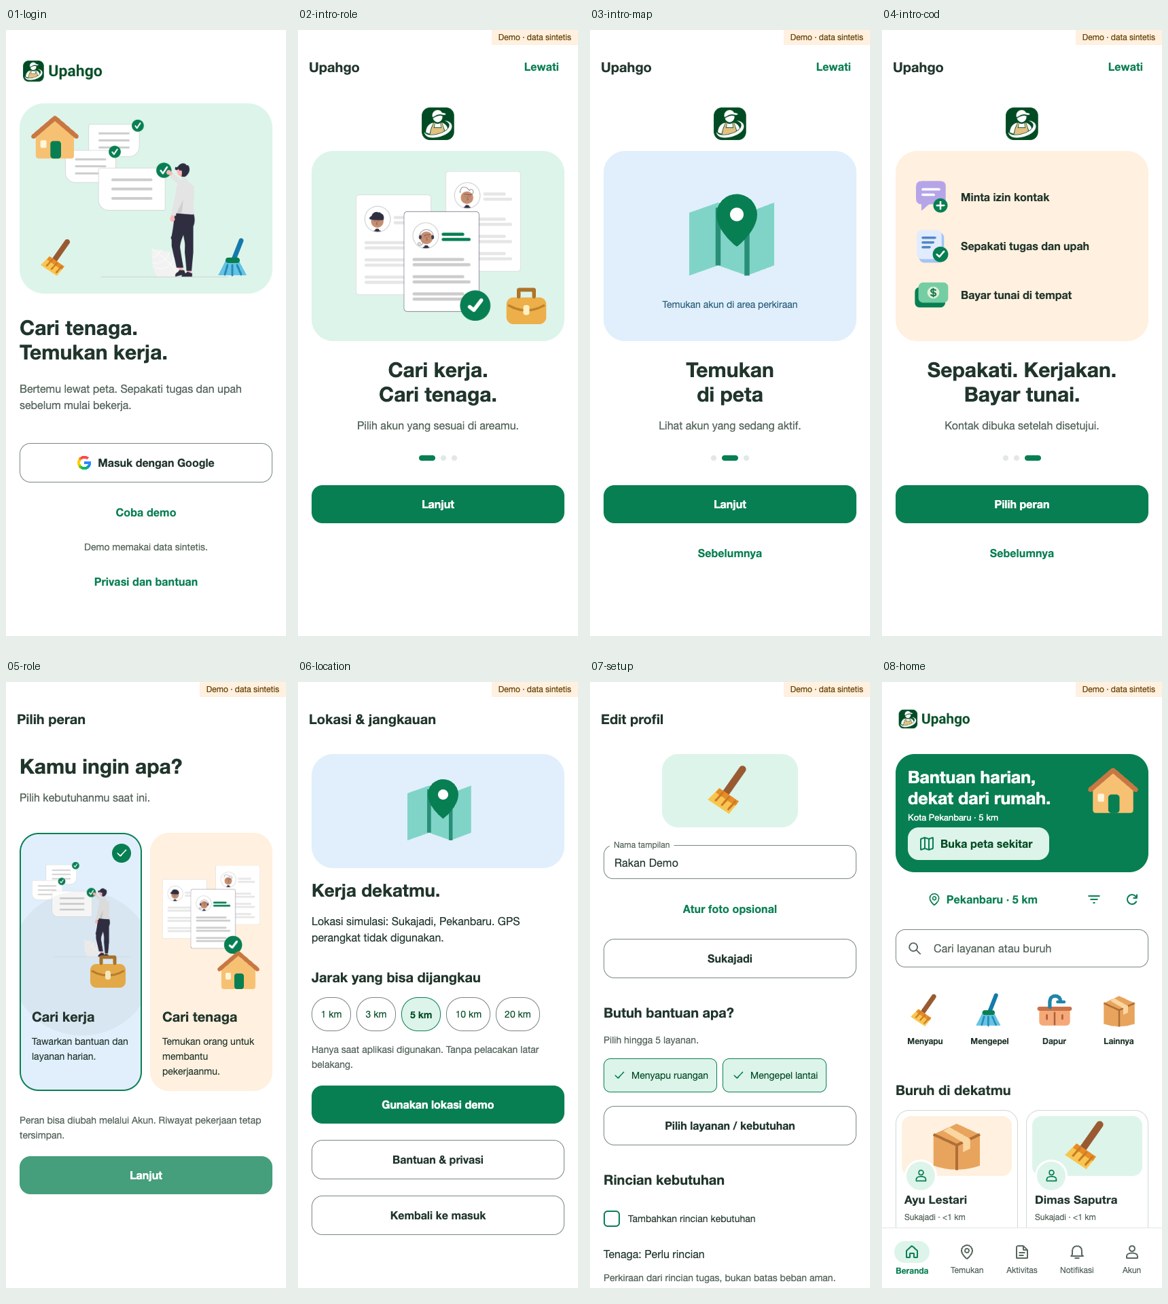 01-login
Upahgo
Cari tenaga.
Temukan kerja.
Bertemu lewat peta. Sepakati tugas dan upah
sebelum mulai bekerja.
Masuk dengan Google
Coba demo
Demo memakai data sintetis.
Privasi dan bantuan
02-intro-role
Demo · data sintetis
Upahgo
Lewati
Cari kerja.
Cari tenaga.
Pilih akun yang sesuai di areamu.
Lanjut
03-intro-map
Demo · data sintetis
Upahgo
Lewati
Temukan akun di area perkiraan
Temukan
di peta
Lihat akun yang sedang aktif.
Lanjut
Sebelumnya
04-intro-cod
Demo · data sintetis
Upahgo
Lewati
Minta izin kontak
Sepakati tugas dan upah
$
Bayar tunai di tempat
Sepakati. Kerjakan.
Bayar tunai.
Kontak dibuka setelah disetujui.
Pilih peran
Sebelumnya
05-role
Demo · data sintetis
Pilih peran
Kamu ingin apa?
Pilih kebutuhanmu saat ini.
Cari kerja
Tawarkan bantuan dan
layanan harian.
Cari tenaga
Temukan orang untuk
membantu
pekerjaanmu.
Peran bisa diubah melalui Akun. Riwayat pekerjaan tetap
tersimpan.
Lanjut
06-location
Demo · data sintetis
Lokasi & jangkauan
Kerja dekatmu.
Lokasi simulasi: Sukajadi, Pekanbaru. GPS
perangkat tidak digunakan.
Jarak yang bisa dijangkau
1 km
3 km
5 km
10 km
20 km
Hanya saat aplikasi digunakan. Tanpa pelacakan latar
belakang.
Gunakan lokasi demo
Bantuan & privasi
Kembali ke masuk
07-setup
Demo · data sintetis
Edit profil
Nama tampilan
Rakan Demo
Atur foto opsional
Sukajadi
Butuh bantuan apa?
Pilih hingga 5 layanan.
Menyapu ruangan
Mengepel lantai
Pilih layanan / kebutuhan
Rincian kebutuhan
Tambahkan rincian kebutuhan
Tenaga: Perlu rincian
Perkiraan dari rincian tugas, bukan batas beban aman.
08-home
Demo · data sintetis
Upahgo
Bantuan harian,
dekat dari rumah.
Kota Pekanbaru · 5 km
Buka peta sekitar
Pekanbaru · 5 km
Cari layanan atau buruh
Menyapu
Mengepel
Dapur
Lainnya
Buruh di dekatmu
Ayu Lestari
Sukajadi · <1 km
Dimas Saputra
Sukajadi · <1 km
Beranda
Temukan
Aktivitas
Notifikasi
Akun